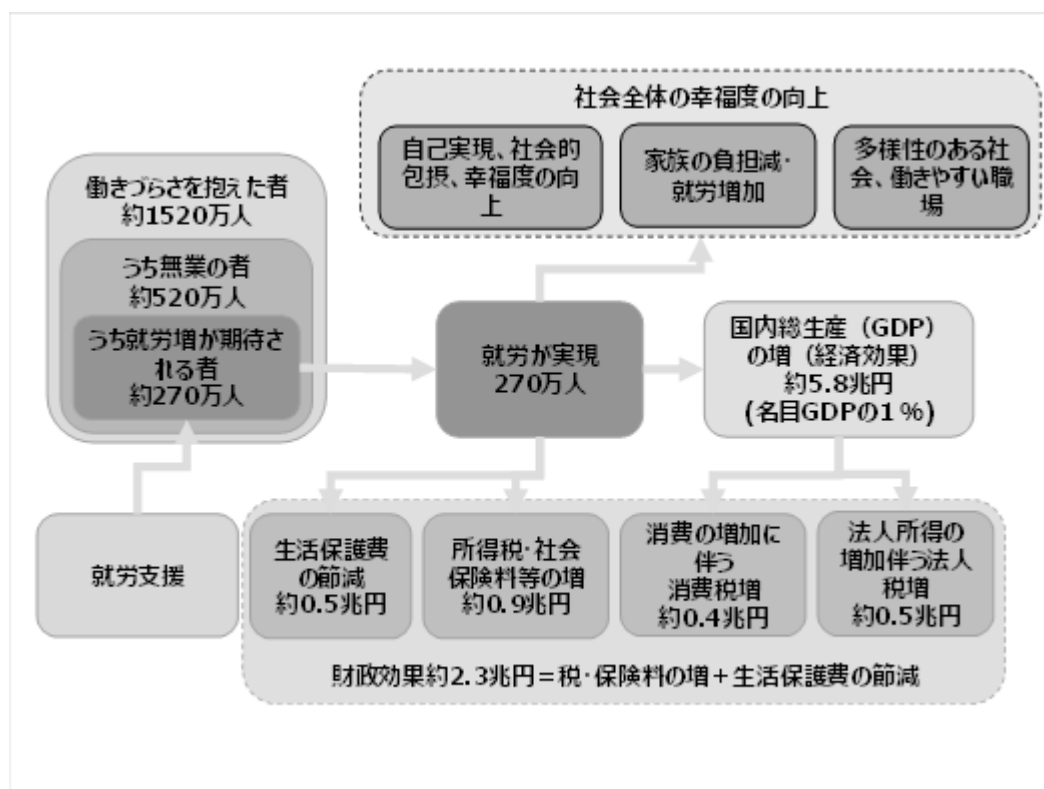 社会全体の幸福度の向上
自己実現、社会的
包摂、幸福度の向
上
家族の負担減・
就労増加
多様性のある社
会、働きやすい職
場
働きづらさを抱えた者
約1520万人
うち無業の者
約520万人
うち就労増が期待さ
れる者
約270万人
就労が実現
270万人
国内総生産（GDP）
の増（経済効果）
約5.8兆円
(名目GDPの1％)
就労支援
生活保護費
の節減
約0.5兆円
所得税・社会
保険料等の増
約0.9兆円
消費の増加に
伴う
消費税増
約0.4兆円
法人所得の
増加伴う法人
税増
約0.5兆円
財政効果約2.3兆円＝税・保険料の増＋生活保護費の節減